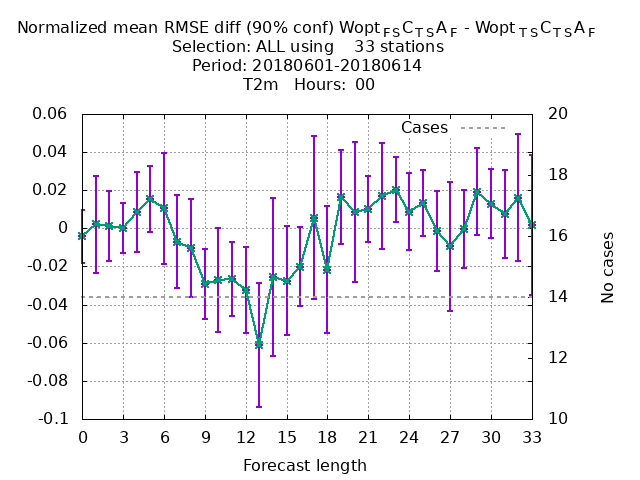 Normalized mean RMSE diff (90% conf) Wopt FS C TS A F - Wopt TS C TS A F
Selection: ALL using 33 stations
Period: 20180601-20180614
T2m Hours: 00
Cases
0.06
0.04
0.02
0
-0.02
-0.04
-0.06
-0.08
-0.1
20
18
16
14
12
10
No cases
0 3 6 9 12 15 18 21 24 27 30 33
Forecast length